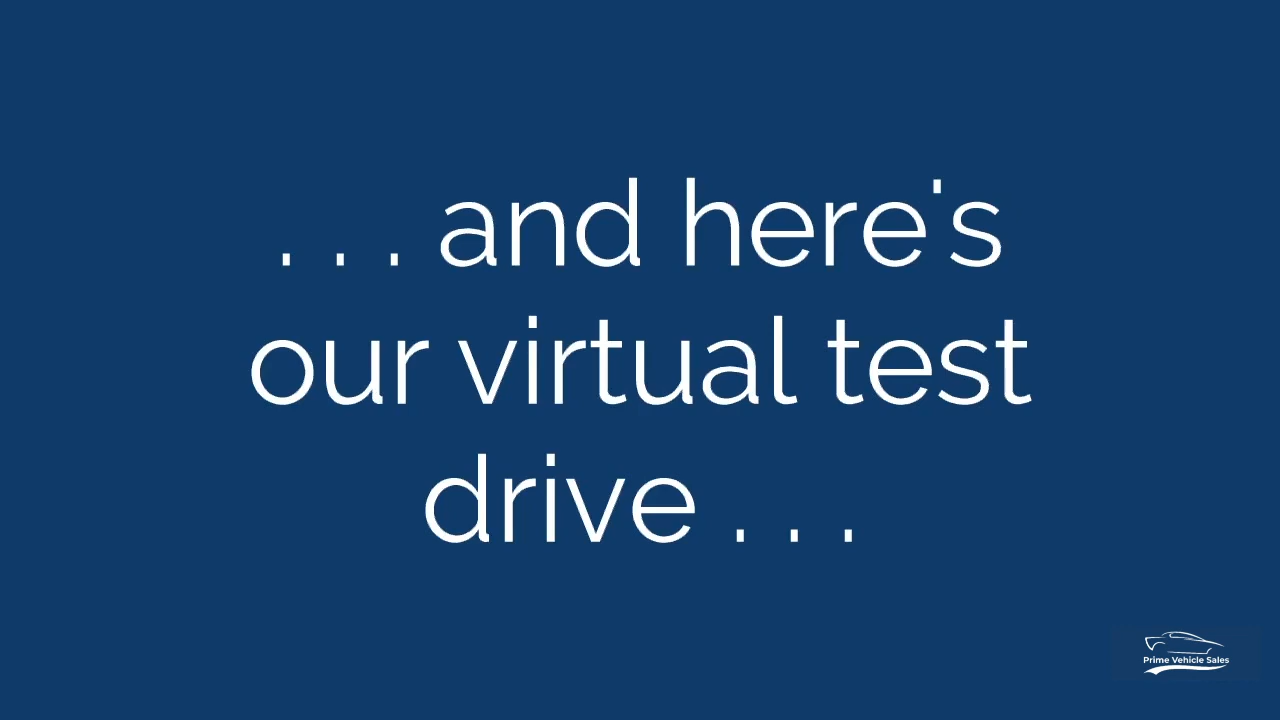 . . . and here's
our virtual test
drive . . .
Prime Vehicle Sales